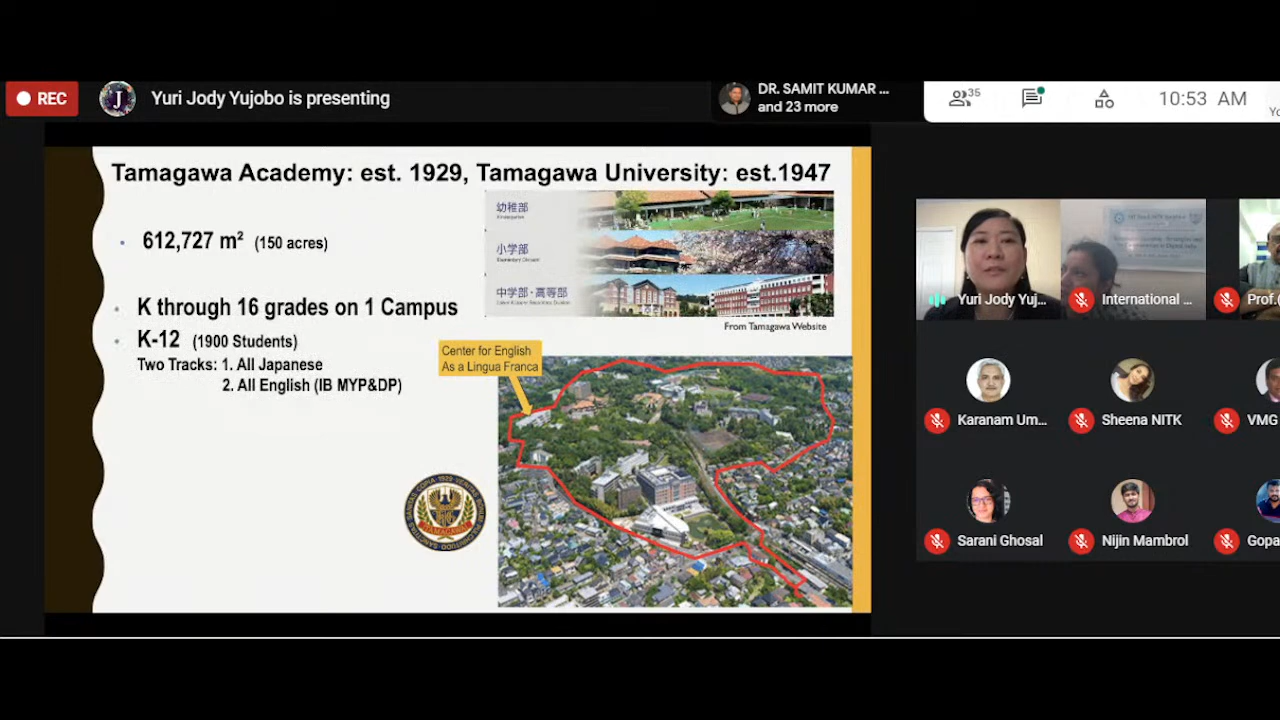 REC
J
Yuri Jody Yujobo is presenting
DR. SAMIT KUMAR ...
and 23 more
35
10:53 AM
Tamagawa Academy: est. 1929, Tamagawa University: est.1947
• 612,727 m² (150 acres)
• K through 16 grades on 1 Campus
• K-12 (1900 Students)
Two Tracks: 1. All Japanese
2. All English (IB MYP&DP)
幼稚部
Kindergarten
小学部
Elementary Division
中学部・高等部
From Tamagawa Website
Center for English
As a Lingua Franca
TAMAGAWA
Yuri Jody Yuj...
International ...
Prof.(
Karanam Um...
Sheena NITK
VMG
Sarani Ghosal
Nijin Mambrol
Gopa